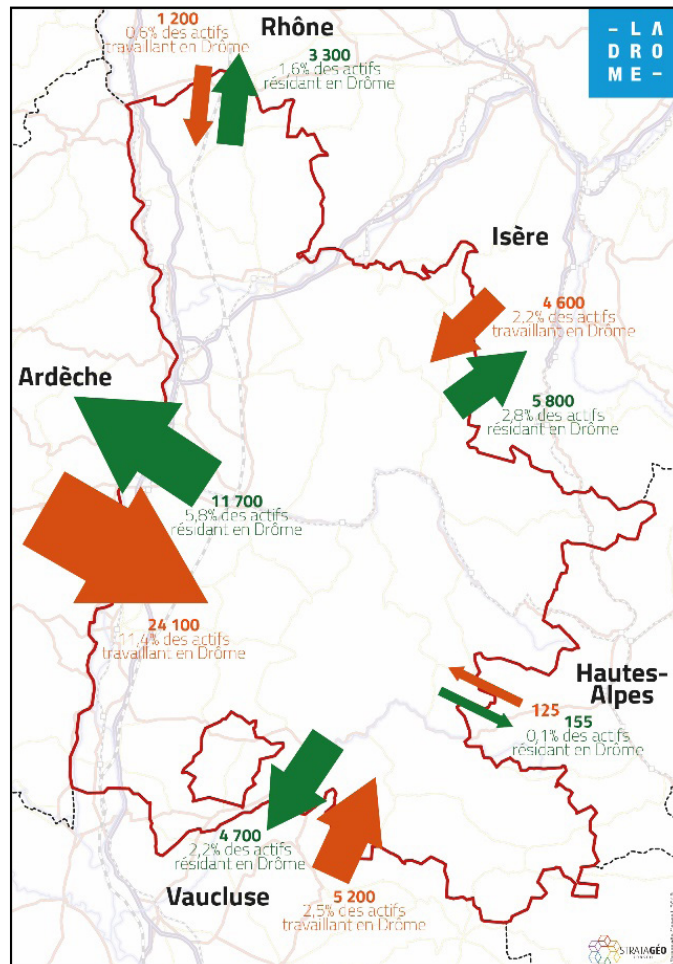 1 200
0,6% des actifs
travaillant en Drôme
Rhône
3 300
1,6% des actifs
résidant en Drôme
– L A
D R O
M E –
Isère
4 600
2,2% des actifs
travaillant en Drôme
5 800
2,8% des actifs
résidant en Drôme
Ardèche
11 700
5,8% des actifs
résidant en Drôme
24 100
11,4% des actifs
travaillant en Drôme
Hautes-
Alpes
125
155
0,1% des actifs
résidant en Drôme
4 700
2,2% des actifs
résidant en Drôme
Vaucluse
5 200
2,5% des actifs
travaillant en Drôme
STRATAGÉO